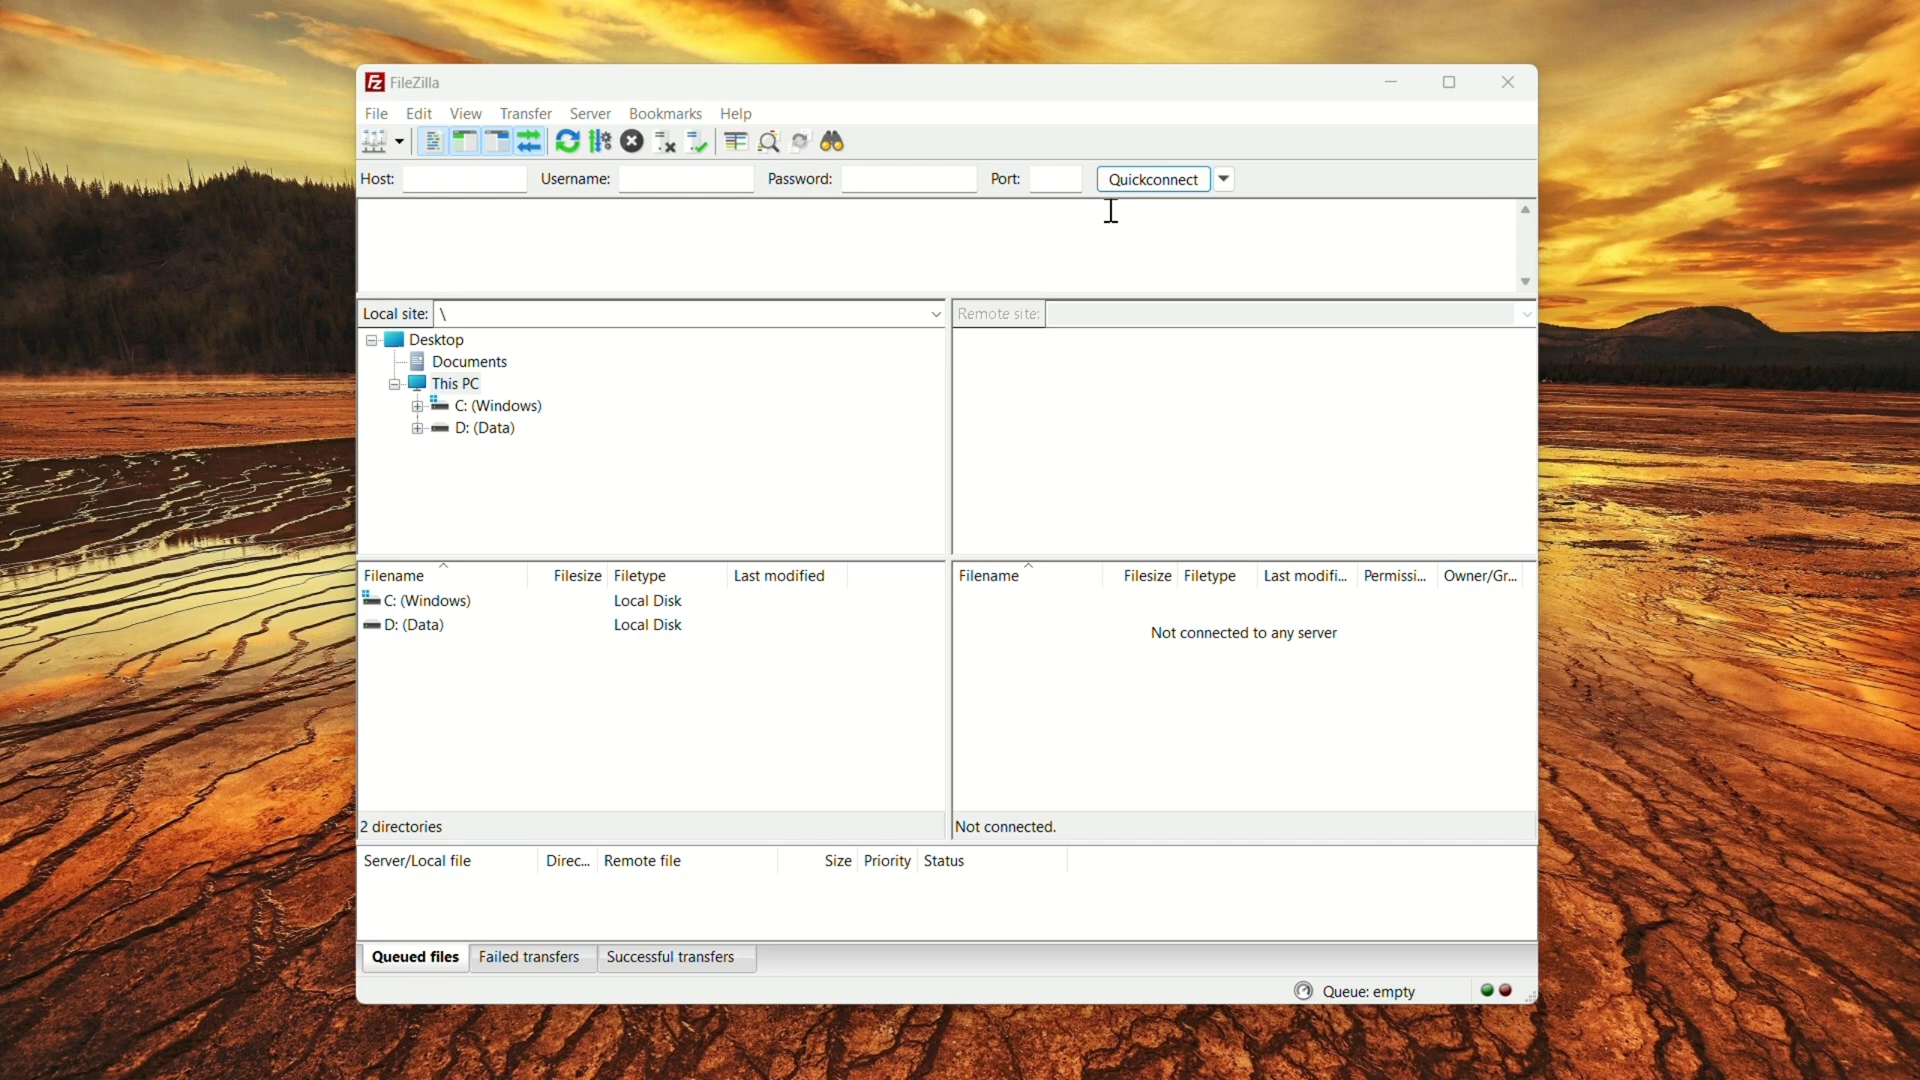 FileZilla
File Edit View Transfer Server Bookmarks Help
Host: Username: Password: Port: Quickconnect
Local site: \
Remote site:
Desktop
Documents
This PC
C: (Windows)
D: (Data)
Filename Filesize Filetype Last modified
C: (Windows) Local Disk
D: (Data) Local Disk
2 directories
Filename Filesize Filetype Last modifi... Permissi... Owner/Gr...
Not connected to any server
Not connected.
Server/Local file Direc... Remote file Size Priority Status
Queued files Failed transfers Successful transfers
Queue: empty